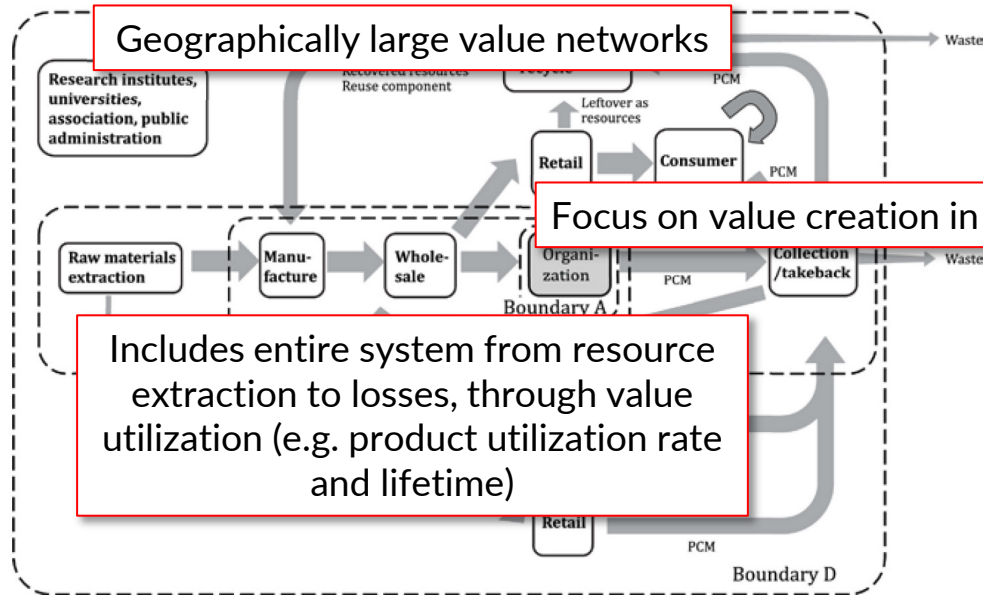 Geographically large value networks
Waste
Research institutes,
universities,
association, public
administration
Recovered resources
Reuse component
recycle
PCM
Leftover as
resources
Retail
Consumer
PCM
Focus on value creation in
Raw materials
extraction
Manu-
facture
Whole-
sale
Organi-
zation
PCM
Collection
/takeback
Waste
Boundary A
Includes entire system from resource
extraction to losses, through value
utilization (e.g. product utilization rate
and lifetime)
Retail
PCM
Boundary D